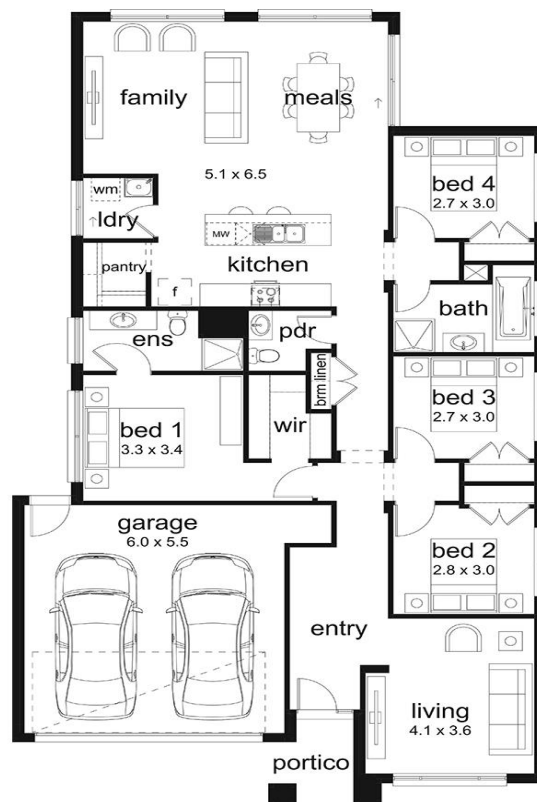 family
meals
5.1 x 6.5
wm
ldry
bed 4
2.7 x 3.0
MW
pantry
kitchen
f
bath
ens
pdr
brm linen
bed 3
2.7 x 3.0
bed 1
3.3 x 3.4
wir
garage
6.0 x 5.5
bed 2
2.8 x 3.0
entry
living
4.1 x 3.6
portico